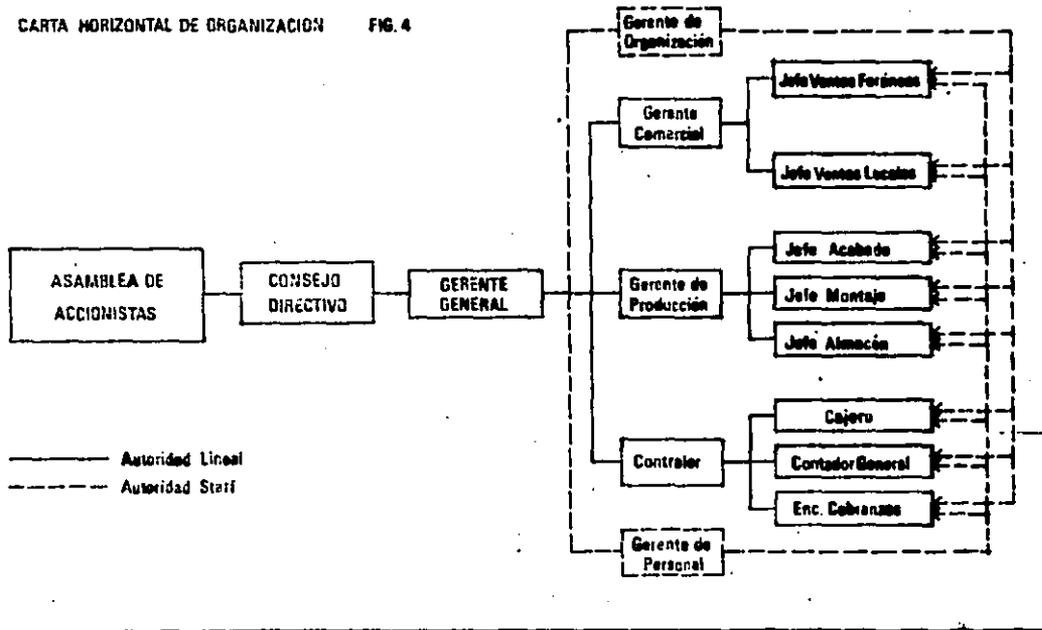 CARTA HORIZONTAL DE ORGANIZACION FIG. 4
Gerente de
Organización
Jefe Ventas Foráneas
Gerente
Comercial
Jefe Ventas Locales
Jefe Acabado
ASAMBLEA DE
ACCIONISTAS
CONSEJO
DIRECTIVO
GERENTE
GENERAL
Gerente de
Producción
Jefe Montaje
Jefe Almacén
Cajero
Autoridad Lineal
Contralor
Contador General
Autoridad Staff
Enc. Cobranzas
Gerente de
Personal